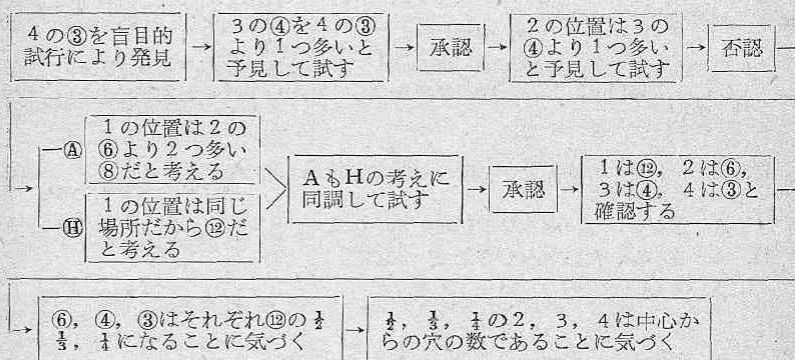 4の③を盲目的
試行により発見
→
3の④を4の③
より1つ多いと
予見して試す
→
承認
→
2の位置は3の
④より1つ多い
と予見して試す
→
否認
→
Ⓐ
1の位置は2の
⑥より2つ多い
⑧だと考える
Ⓗ
1の位置は同じ
場所だから⑫だ
と考える
AもHの考えに
同調して試す
→
承認
→
1は⑫，2は⑥，
3は④，4は③と
確認する
→
⑥，④，③はそれぞれ⑫の½
⅓，¼になることに気づく
→
½，⅓，¼の2，3，4は中心か
らの穴の数であることに気づく